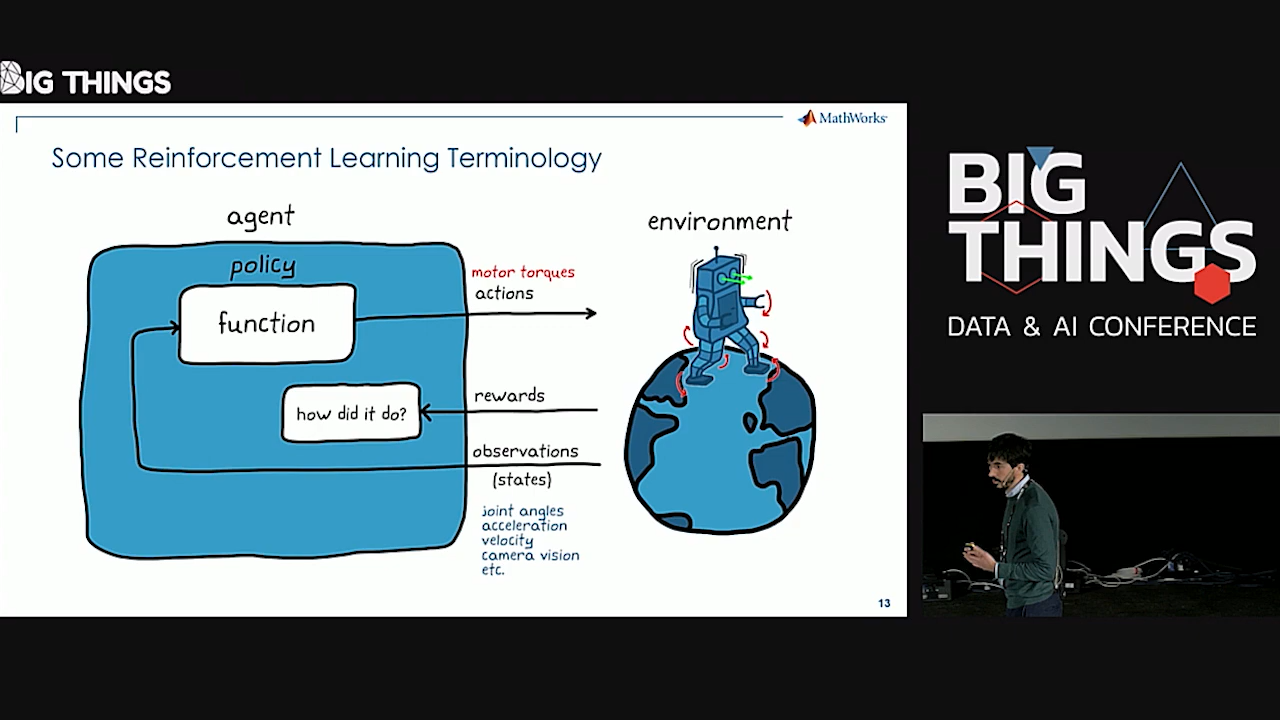 BIG THINGS
MathWorks
Some Reinforcement Learning Terminology
agent
environment
policy
function
motor torques
actions
how did it do?
rewards
observations
(states)
joint angles
acceleration
velocity
camera vision
etc.
13
BIG
THINGS
DATA & AI CONFERENCE